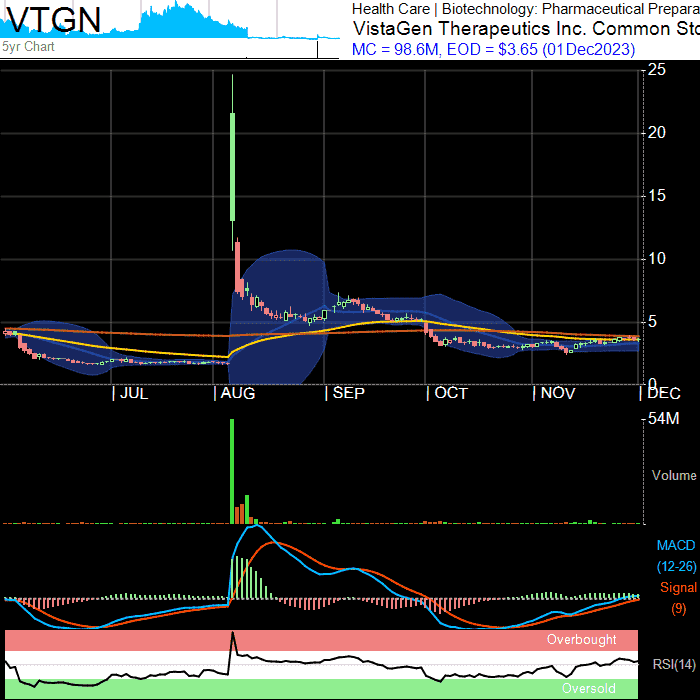 VTGN
5yr Chart
Health Care | Biotechnology: Pharmaceutical Prepara
VistaGen Therapeutics Inc. Common Sto
MC = 98.6M, EOD = $3.65 (01Dec2023)
25
20
15
10
5
0
JUL
AUG
SEP
OCT
NOV
DEC
54M
Volume
MACD
(12-26)
Signal
(9)
Overbought
RSI(14)
Oversold